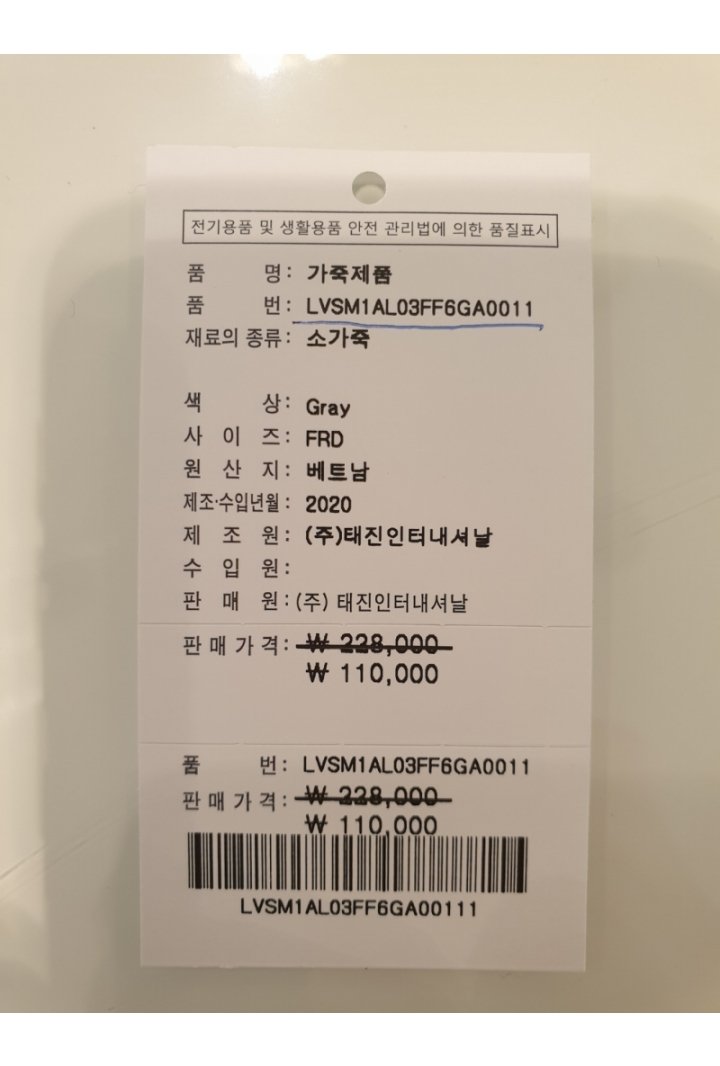 전기용품 및 생활용품 안전 관리법에 의한 품질표시
품 명: 가죽제품
품 번: LVSM1AL03FF6GA0011
재료의 종류: 소가죽
색 상: Gray
사 이 즈: FRD
원 산 지: 베트남
제조·수입년월: 2020
제 조 원: (주)태진인터내셔날
수 입 원:
판 매 원: (주) 태진인터내셔날
판 매 가 격: ₩ 228,000
₩ 110,000
품 번: LVSM1AL03FF6GA0011
판 매 가 격: ₩ 228,000
₩ 110,000
LVSM1AL03FF6GA00111